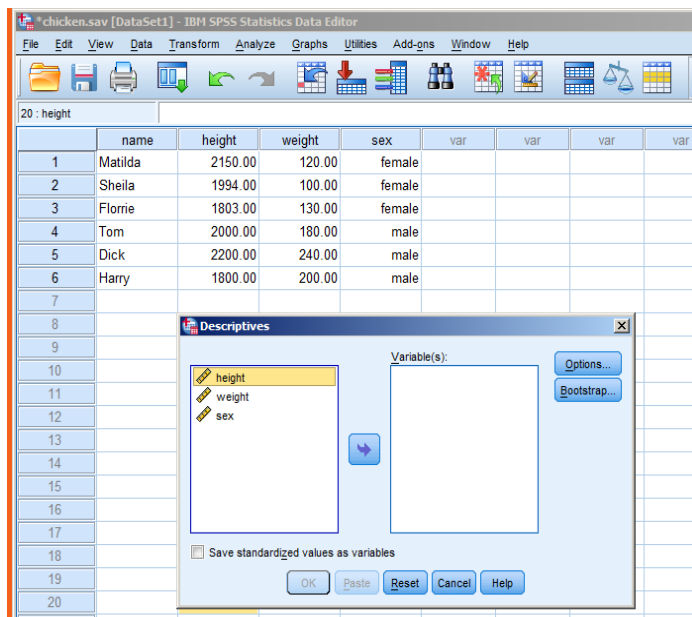 *chicken.sav [DataSet1] - IBM SPSS Statistics Data Editor
File Edit View Data Transform Analyze Graphs Utilities Add-ons Window Help
20 : height
name height weight sex var var var var
1 Matilda 2150.00 120.00 female
2 Sheila 1994.00 100.00 female
3 Florrie 1803.00 130.00 female
4 Tom 2000.00 180.00 male
5 Dick 2200.00 240.00 male
6 Harry 1800.00 200.00 male
7
8
9
10
11
12
13
14
15
16
17
18
19
20
Descriptives
Variable(s):
height
weight
sex
Options...
Bootstrap...
Save standardized values as variables
OK Paste Reset Cancel Help